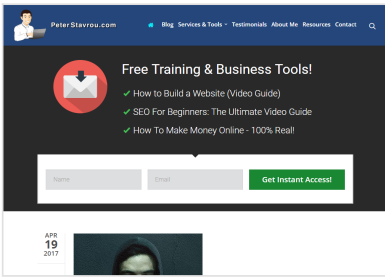 PeterStavrou.com
Blog Services & Tools Testimonials About Me Resources Contact
Free Training & Business Tools!
How to Build a Website (Video Guide)
SEO For Beginners: The Ultimate Video Guide
How To Make Money Online - 100% Real!
Name Email Get Instant Access!
APR
19
2017